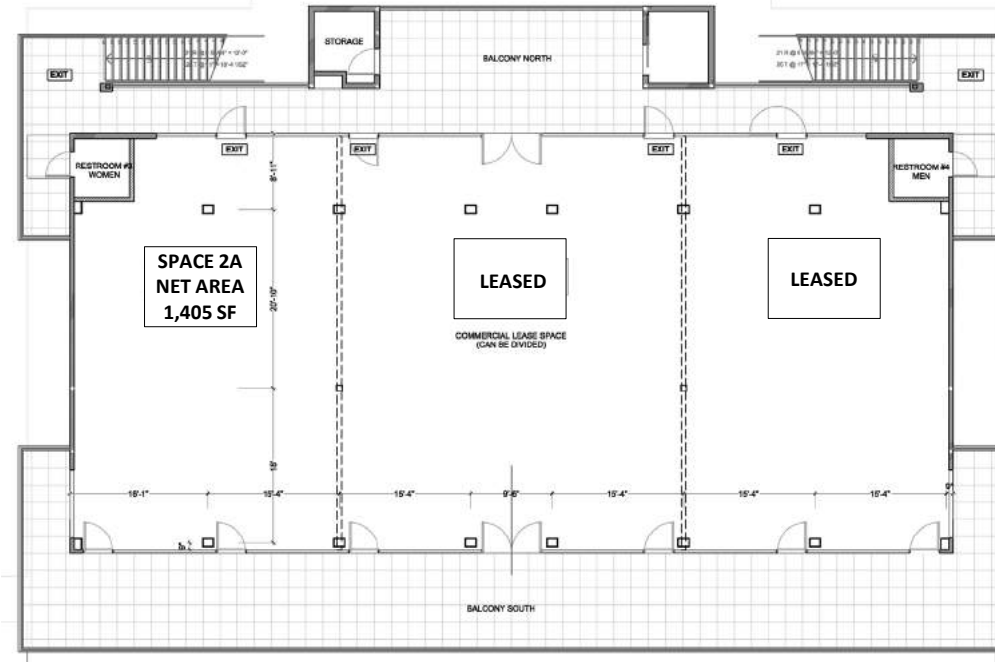 STORAGE
BALCONY NORTH
EXIT
EXIT
EXIT
EXIT
EXIT
EXIT
RESTROOM #3
WOMEN
RESTROOM #4
MEN
8'-11"
SPACE 2A
NET AREA
1,405 SF
LEASED
LEASED
20'-10"
COMMERCIAL LEASE SPACE
(CAN BE DIVIDED)
18'
16'-1"
15'-4"
15'-4"
9'-6"
15'-4"
15'-4"
15'-4"
BALCONY SOUTH